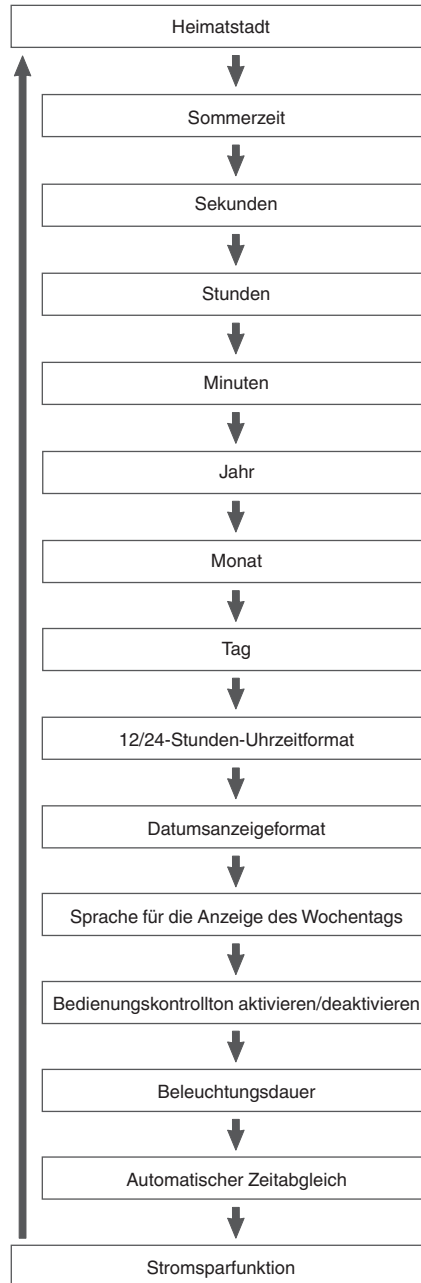 Heimatstadt
Sommerzeit
Sekunden
Stunden
Minuten
Jahr
Monat
Tag
12/24-Stunden-Uhrzeitformat
Datumsanzeigeformat
Sprache für die Anzeige des Wochentags
Bedienungskontrollton aktivieren/deaktivieren
Beleuchtungsdauer
Automatischer Zeitabgleich
Stromsparfunktion